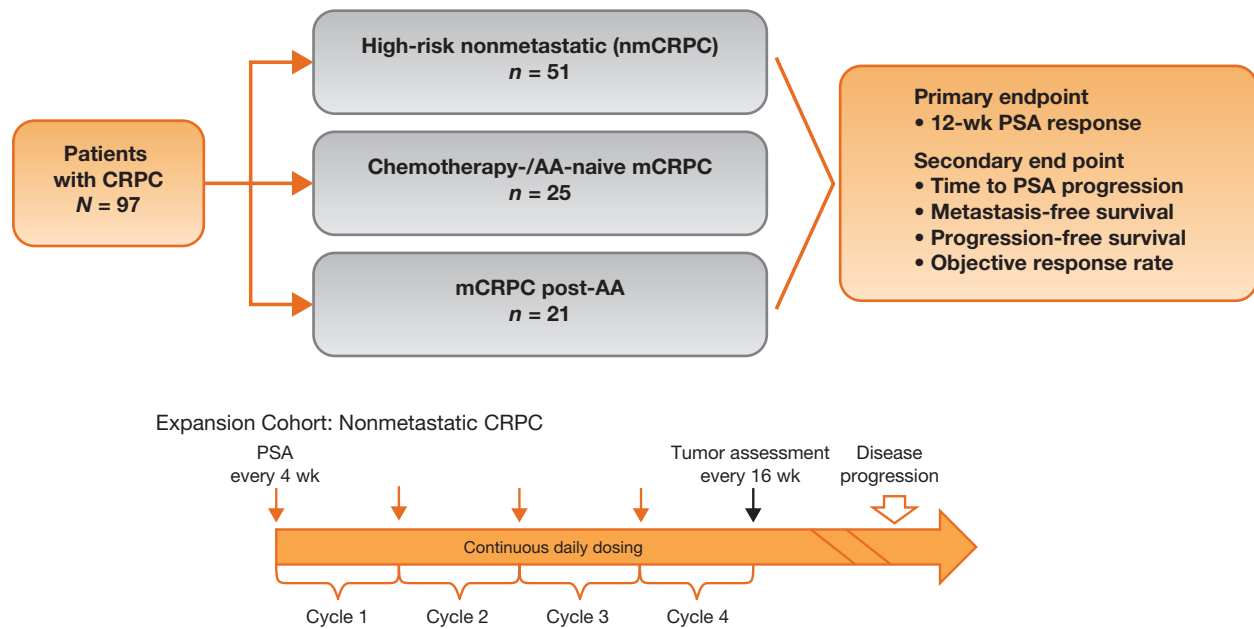 High-risk nonmetastatic (nmCRPC)
n = 51
Patients
with CRPC
N = 97
Chemotherapy-/AA-naive mCRPC
n = 25
mCRPC post-AA
n = 21
Primary endpoint
• 12-wk PSA response
Secondary end point
• Time to PSA progression
• Metastasis-free survival
• Progression-free survival
• Objective response rate
Expansion Cohort: Nonmetastatic CRPC
PSA
every 4 wk
Tumor assessment
every 16 wk
Disease
progression
Continuous daily dosing
Cycle 1
Cycle 2
Cycle 3
Cycle 4